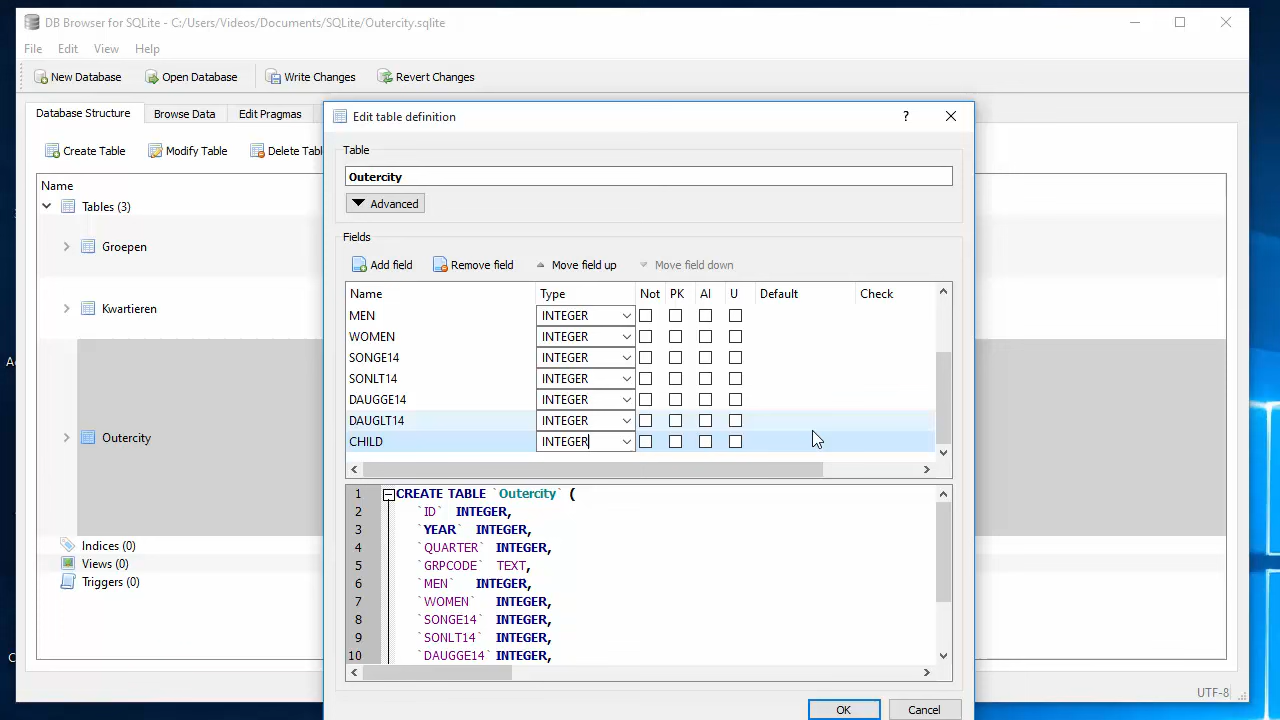 DB Browser for SQLite - C:/Users/Videos/Documents/SQLite/Outercity.sqlite
File Edit View Help
New Database Open Database Write Changes Revert Changes
Database Structure Browse Data Edit Pragmas
Create Table Modify Table Delete Tabl
Name
Tables (3)
Groepen
Kwartieren
Outercity
Indices (0)
Views (0)
Triggers (0)
Edit table definition ?
Table
Outercity
Advanced
Fields
Add field Remove field Move field up Move field down
Name Type Not PK AI U Default Check
MEN INTEGER
WOMEN INTEGER
SONGE14 INTEGER
SONLT14 INTEGER
DAUGGE14 INTEGER
DAUGLT14 INTEGER
CHILD INTEGER
1 CREATE TABLE `Outercity` (
2 `ID` INTEGER,
3 `YEAR` INTEGER,
4 `QUARTER` INTEGER,
5 `GRPCODE` TEXT,
6 `MEN` INTEGER,
7 `WOMEN` INTEGER,
8 `SONGE14` INTEGER,
9 `SONLT14` INTEGER,
10 `DAUGGE14` INTEGER,
OK Cancel
UTF-8